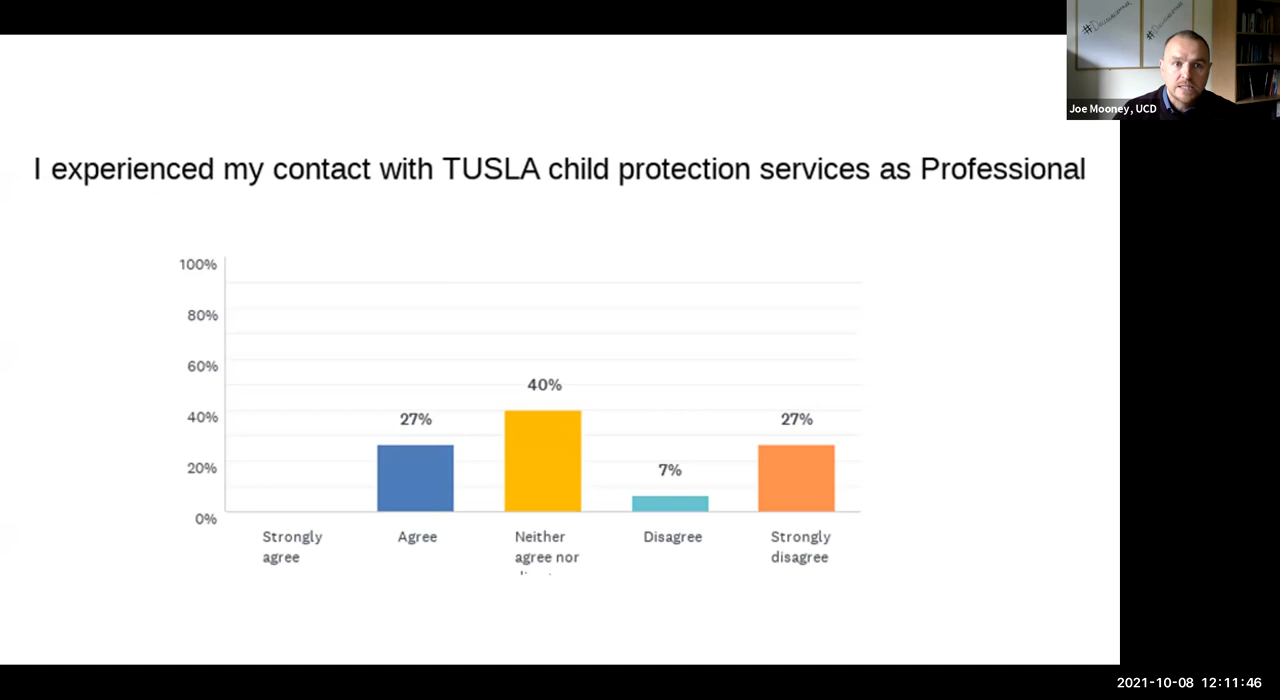 #Dewsaemna
Joe Mooney, UCD
I experienced my contact with TUSLA child protection services as Professional
100%
80%
60%
40%
20%
0%
27%
40%
7%
27%
Strongly agree
Agree
Neither agree nor
Disagree
Strongly disagree
2021-10-08 12:11:46